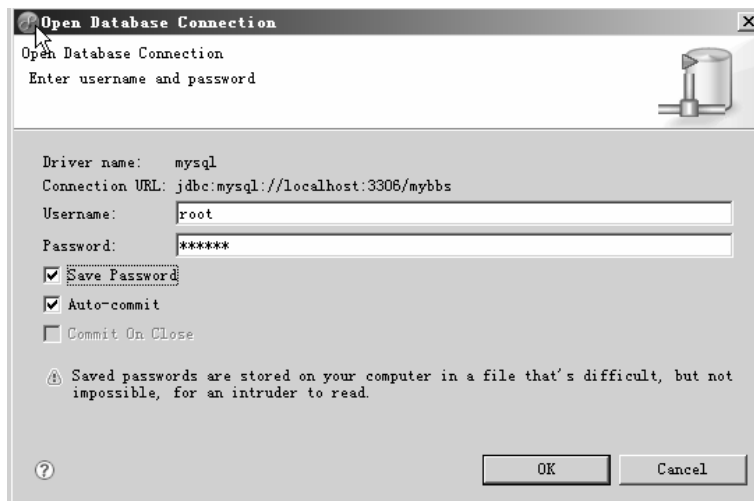 Open Database Connection
Open Database Connection
Enter username and password
Driver name: mysql
Connection URL: jdbc:mysql://localhost:3306/mybbs
Username: root
Password: ******
Save Password
Auto-commit
Commit On Close
Saved passwords are stored on your computer in a file that's difficult, but not
impossible, for an intruder to read.
OK Cancel